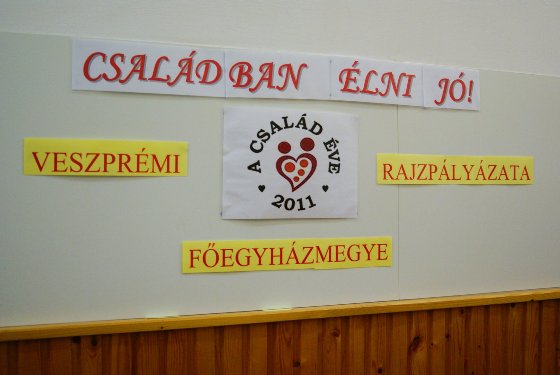 CSALÁDBAN ÉLNI JÓ!
A CSALÁD ÉVE
2011
VESZPRÉMI
FŐEGYHÁZMEGYE
RAJZPÁLYÁZATA